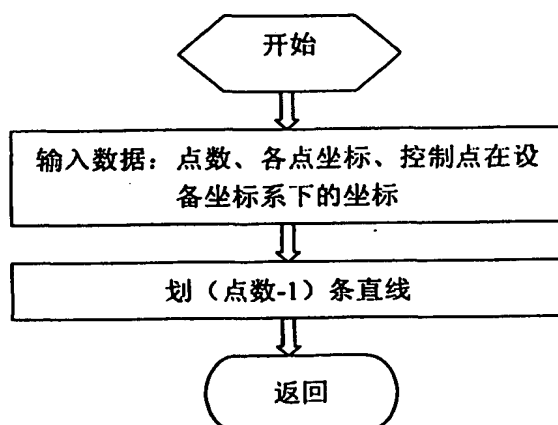 开始
输入数据：点数、各点坐标、控制点在设
备坐标系下的坐标
划（点数-1）条直线
返回